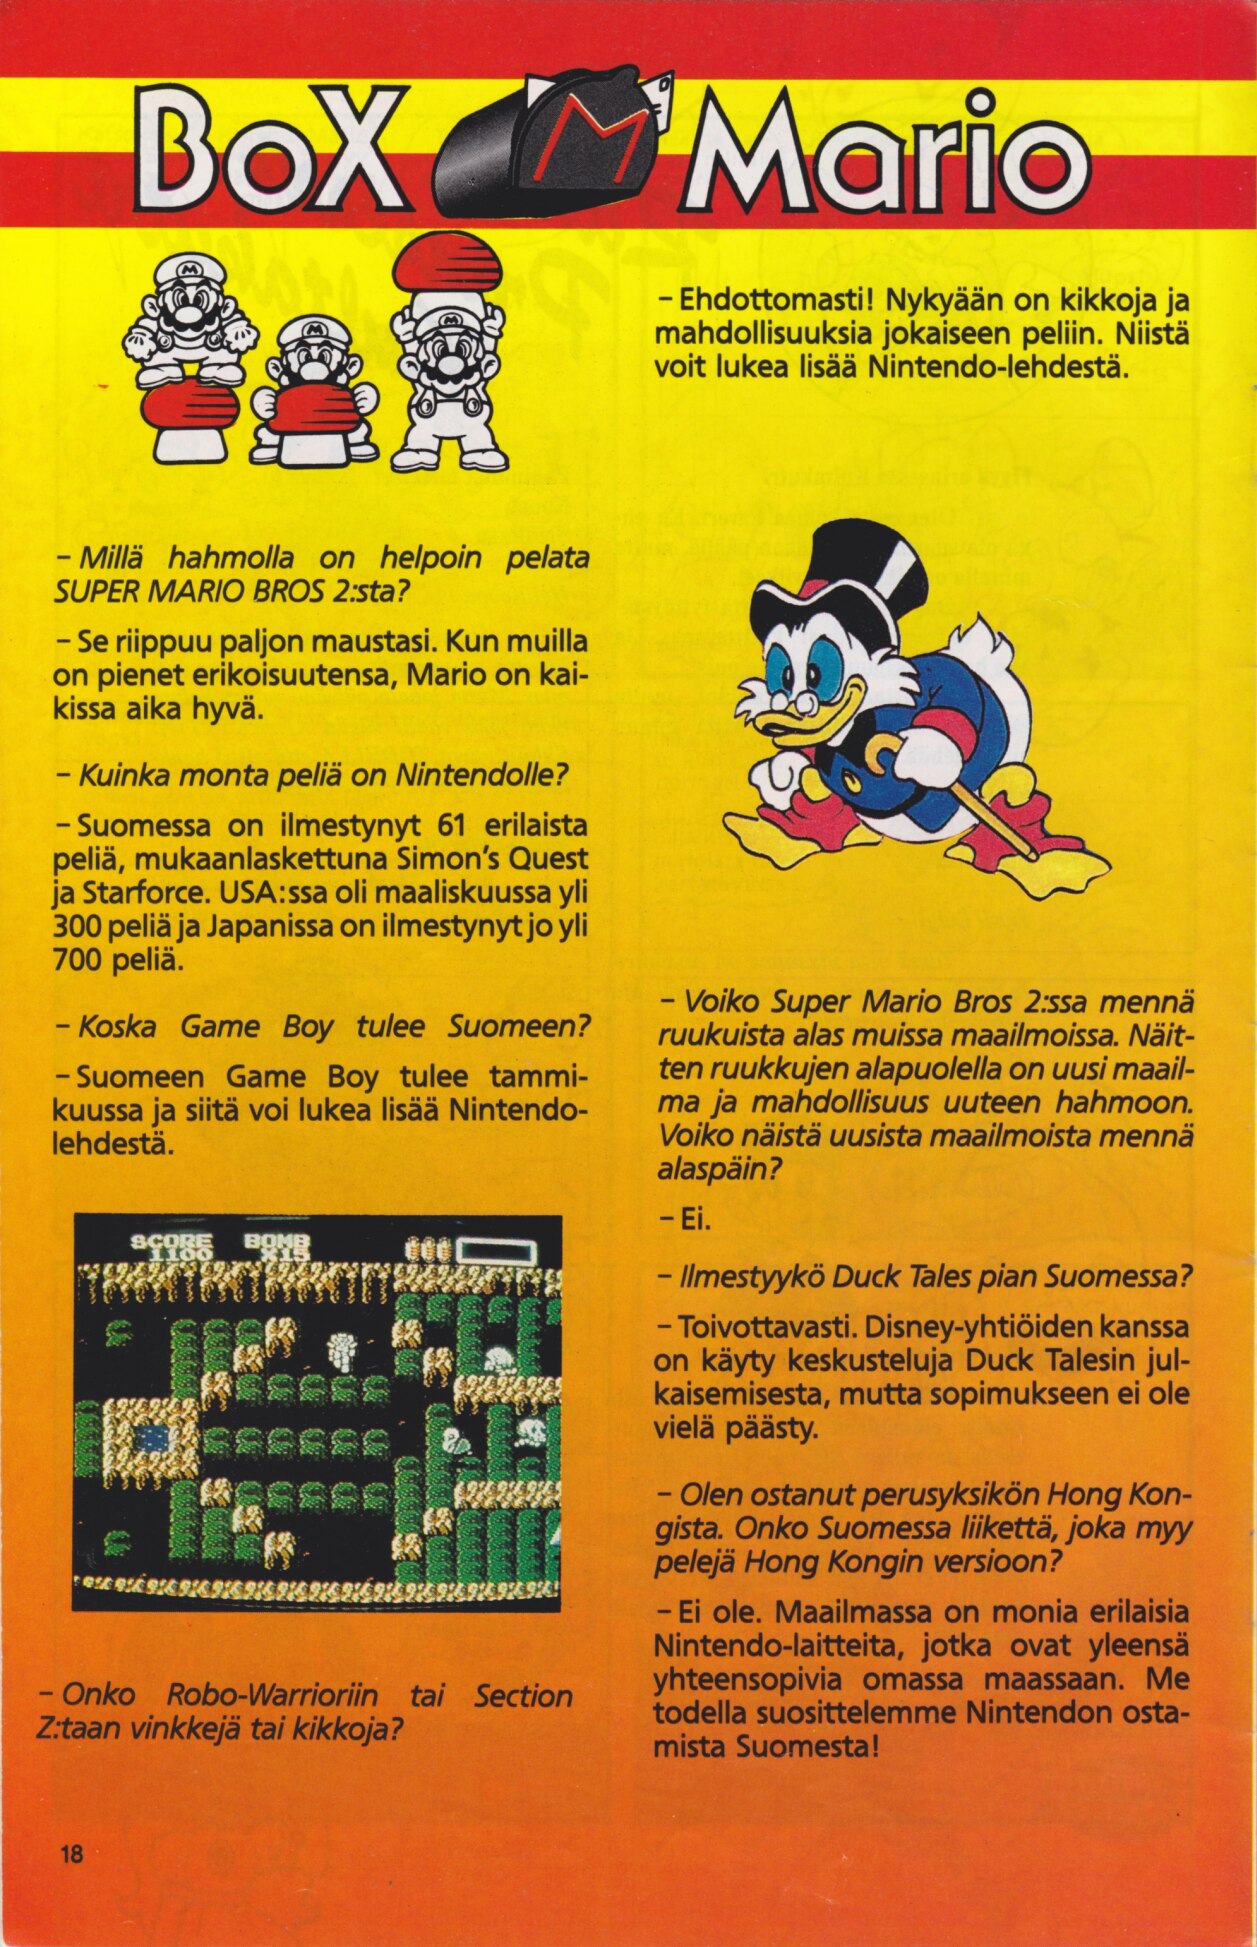 BoX M Mario
– Millä hahmolla on helpoin pelata
SUPER MARIO BROS 2:sta?
– Se riippuu paljon maustasi. Kun muilla
on pienet erikoisuutensa, Mario on kai-
kissa aika hyvä.
– Kuinka monta peliä on Nintendolle?
– Suomessa on ilmestynyt 61 erilaista
peliä, mukaanlaskettuna Simon's Quest
ja Starforce. USA:ssa oli maaliskuussa yli
300 peliä ja Japanissa on ilmestynyt jo yli
700 peliä.
– Koska Game Boy tulee Suomeen?
– Suomeen Game Boy tulee tammi-
kuussa ja siitä voi lukea lisää Nintendo-
lehdestä.
SCORE BOMB
1100 X15
– Onko Robo-Warrioriin tai Section
Z:taan vinkkejä tai kikkoja?
– Ehdottomasti! Nykyään on kikkoja ja
mahdollisuuksia jokaiseen peliin. Niistä
voit lukea lisää Nintendo-lehdestä.
– Voiko Super Mario Bros 2:ssa mennä
ruukuista alas muissa maailmoissa. Näit-
ten ruukkujen alapuolella on uusi maail-
ma ja mahdollisuus uuteen hahmoon.
Voiko näistä uusista maailmoista mennä
alaspäin?
– Ei.
– Ilmestyykö Duck Tales pian Suomessa?
– Toivottavasti. Disney-yhtiöiden kanssa
on käyty keskusteluja Duck Talesin jul-
kaisemisesta, mutta sopimukseen ei ole
vielä päästy.
– Olen ostanut perusyksikön Hong Kon-
gista. Onko Suomessa liikettä, joka myy
pelejä Hong Kongin versioon?
– Ei ole. Maailmassa on monia erilaisia
Nintendo-laitteita, jotka ovat yleensä
yhteensopivia omassa maassaan. Me
todella suosittelemme Nintendon osta-
mista Suomesta!
18